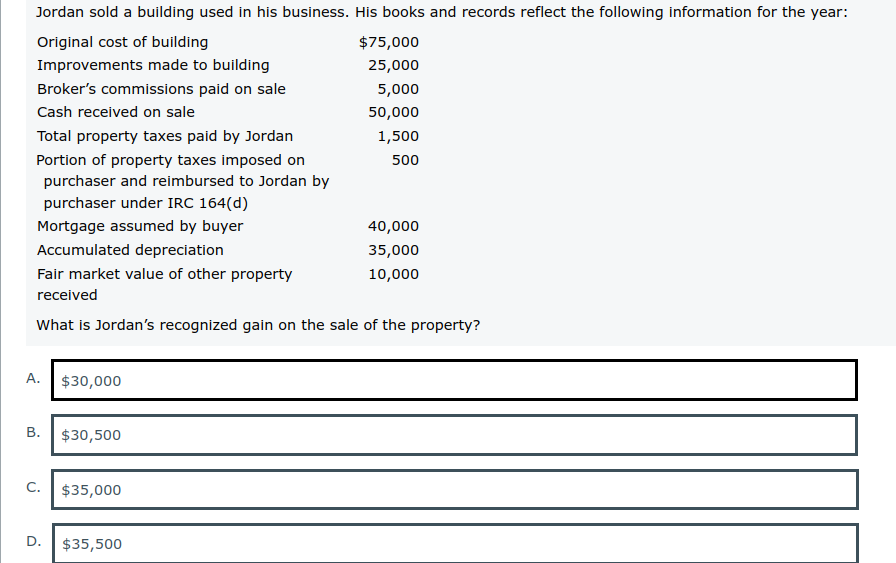 Jordan sold a building used in his business. His books and records reflect the following information for the year:
Original cost of building $75,000
Improvements made to building 25,000
Broker’s commissions paid on sale 5,000
Cash received on sale 50,000
Total property taxes paid by Jordan 1,500
Portion of property taxes imposed on 500
purchaser and reimbursed to Jordan by
purchaser under IRC 164(d)
Mortgage assumed by buyer 40,000
Accumulated depreciation 35,000
Fair market value of other property 10,000
received
What is Jordan’s recognized gain on the sale of the property?
A. $30,000
B. $30,500
C. $35,000
D. $35,500